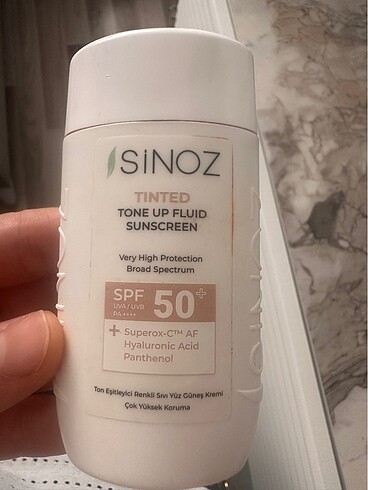 SiNOZ
TINTED
TONE UP FLUID
SUNSCREEN
Very High Protection
Broad Spectrum
SPF 50+
UVA / UVB
PA ++++
+ Superox-C™ AF
Hyaluronic Acid
Panthenol
Ton Eşitleyici Renkli Sıvı Yüz Güneş Kremi
Çok Yüksek Koruma